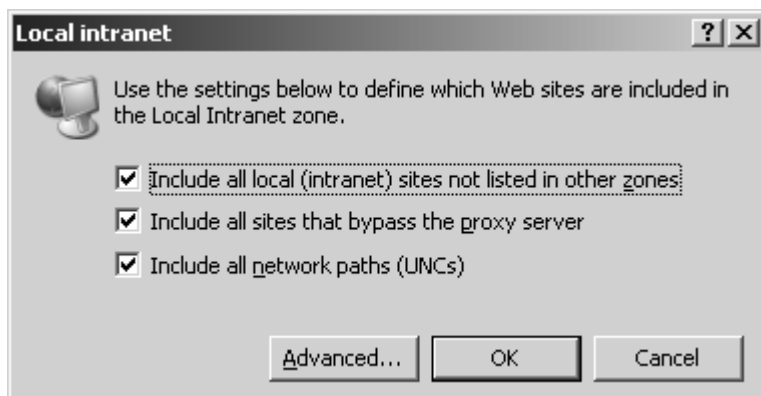 Local intranet
Use the settings below to define which Web sites are included in
the Local Intranet zone.
Include all local (intranet) sites not listed in other zones
Include all sites that bypass the proxy server
Include all network paths (UNCs)
Advanced... OK Cancel